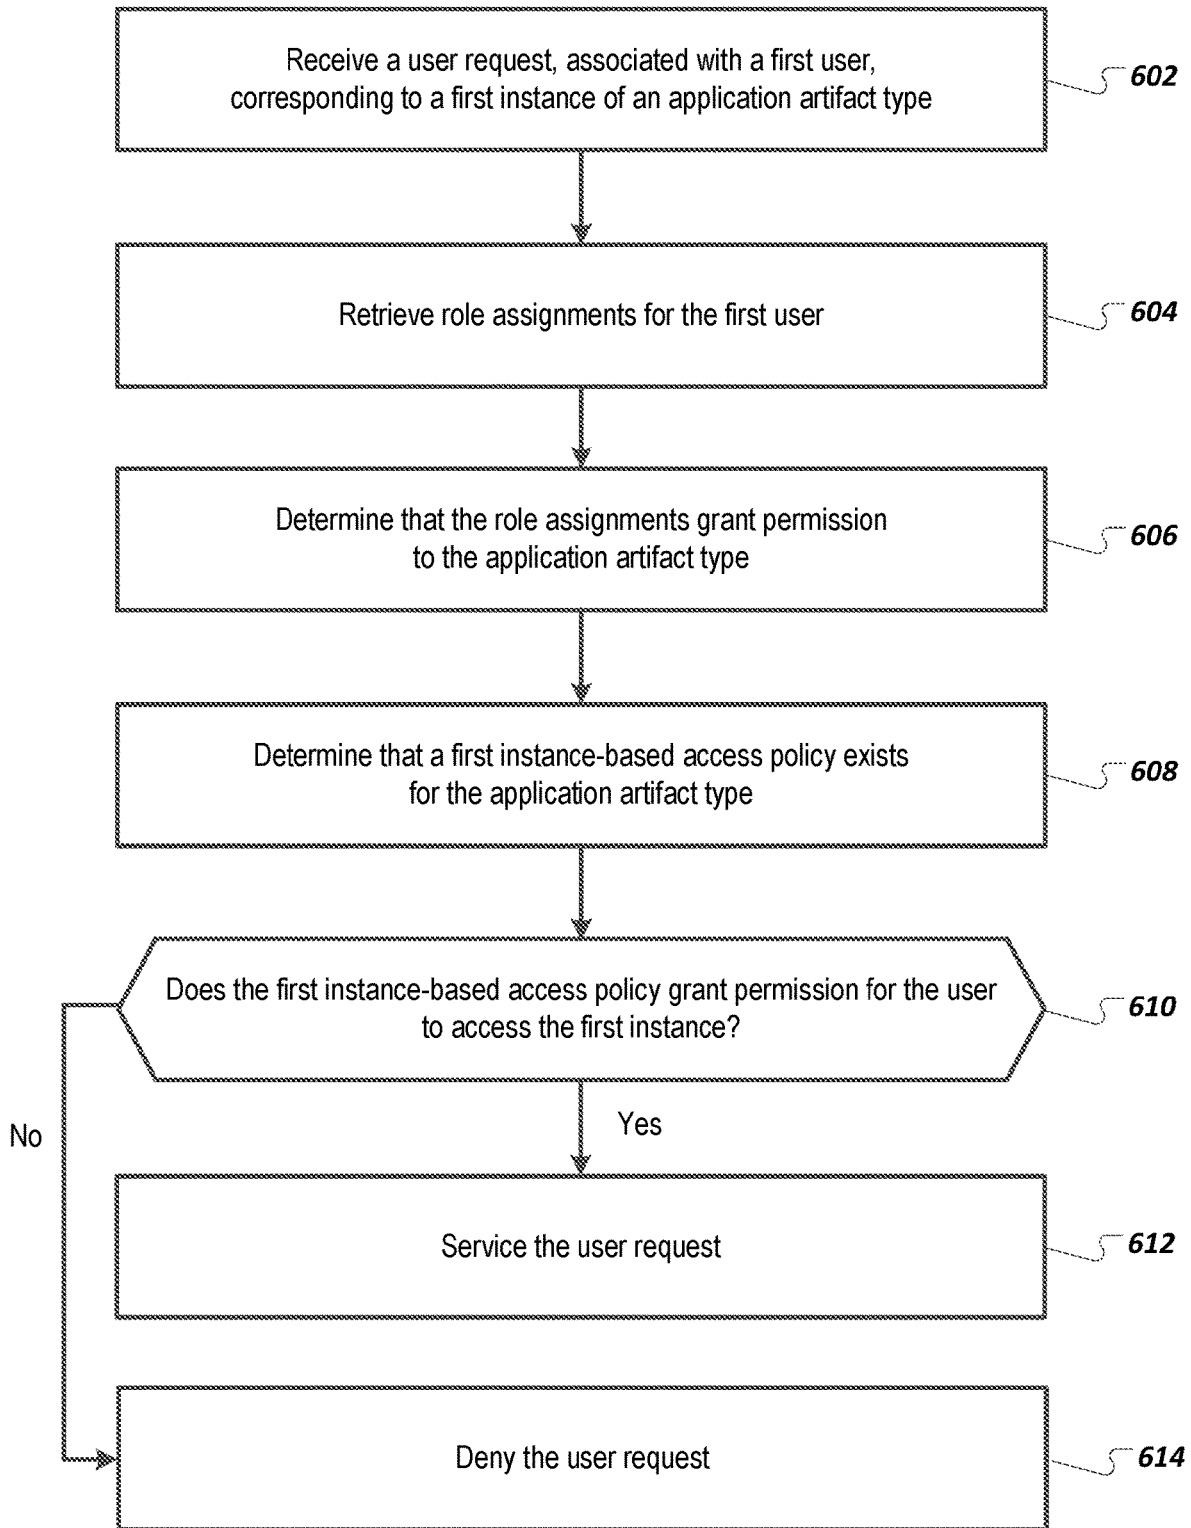 Receive a user request, associated with a first user,
corresponding to a first instance of an application artifact type
602
Retrieve role assignments for the first user
604
Determine that the role assignments grant permission
to the application artifact type
606
Determine that a first instance-based access policy exists
for the application artifact type
608
Does the first instance-based access policy grant permission for the user
to access the first instance?
610
No
Yes
Service the user request
612
Deny the user request
614